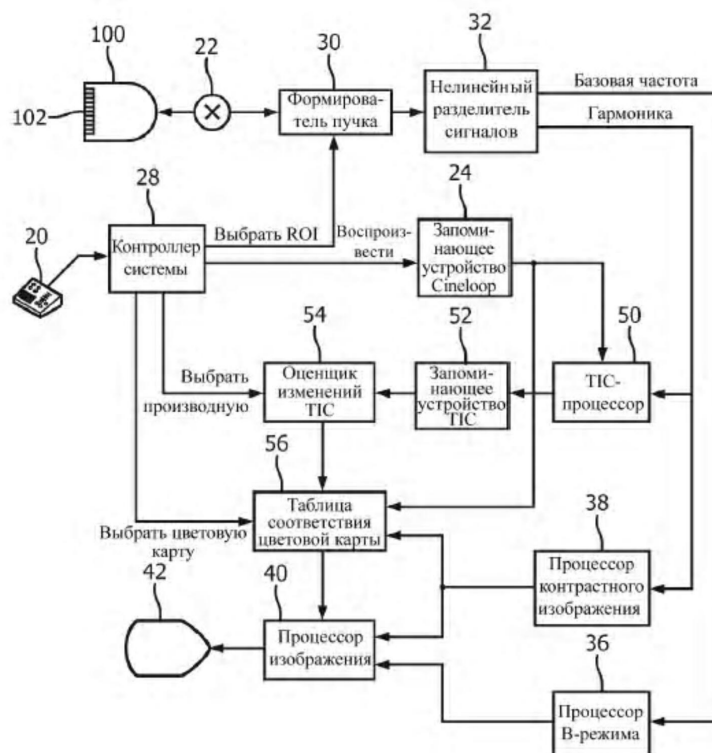 32
100
22
30
Нелинейный
разделитель
сигналов
Базовая частота
Гармоника
Формирова-
тель пучка
102
24
28
Выбрать ROI
Воспроиз-
вести
Запоми-
нающее
устройство
Cineloop
Контроллер
системы
20
54
52
50
Выбрать
производную
Оценщик
изменений
TIC
Запоми-
нающее
устройство
TIC
TIC-
процессор
56
Таблица
соответствия
цветовой карты
Выбрать цветовую
карту
38
Процессор
контрастного
изображения
42
40
Процессор
изображения
36
Процессор
В-режима